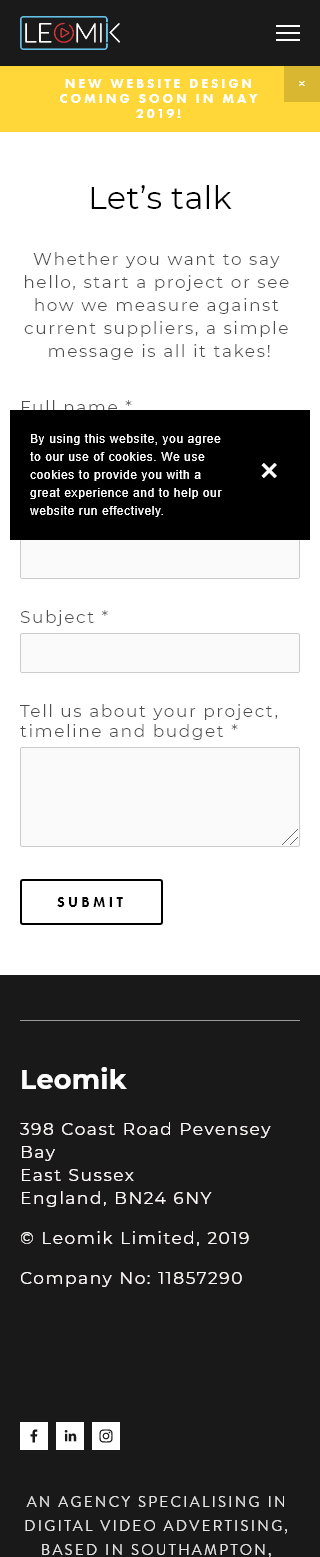 LEOMIK
NEW WEBSITE DESIGN
COMING SOON IN MAY
2019!
×
Let’s talk
Whether you want to say
hello, start a project or see
how we measure against
current suppliers, a simple
message is all it takes!
Full name *
By using this website, you agree
to our use of cookies. We use
cookies to provide you with a
great experience and to help our
website run effectively.
×
Subject *
Tell us about your project,
timeline and budget *
SUBMIT
Leomik
398 Coast Road Pevensey
Bay
East Sussex
England, BN24 6NY
© Leomik Limited, 2019
Company No: 11857290
AN AGENCY SPECIALISING IN
DIGITAL VIDEO ADVERTISING,
BASED IN SOUTHAMPTON,